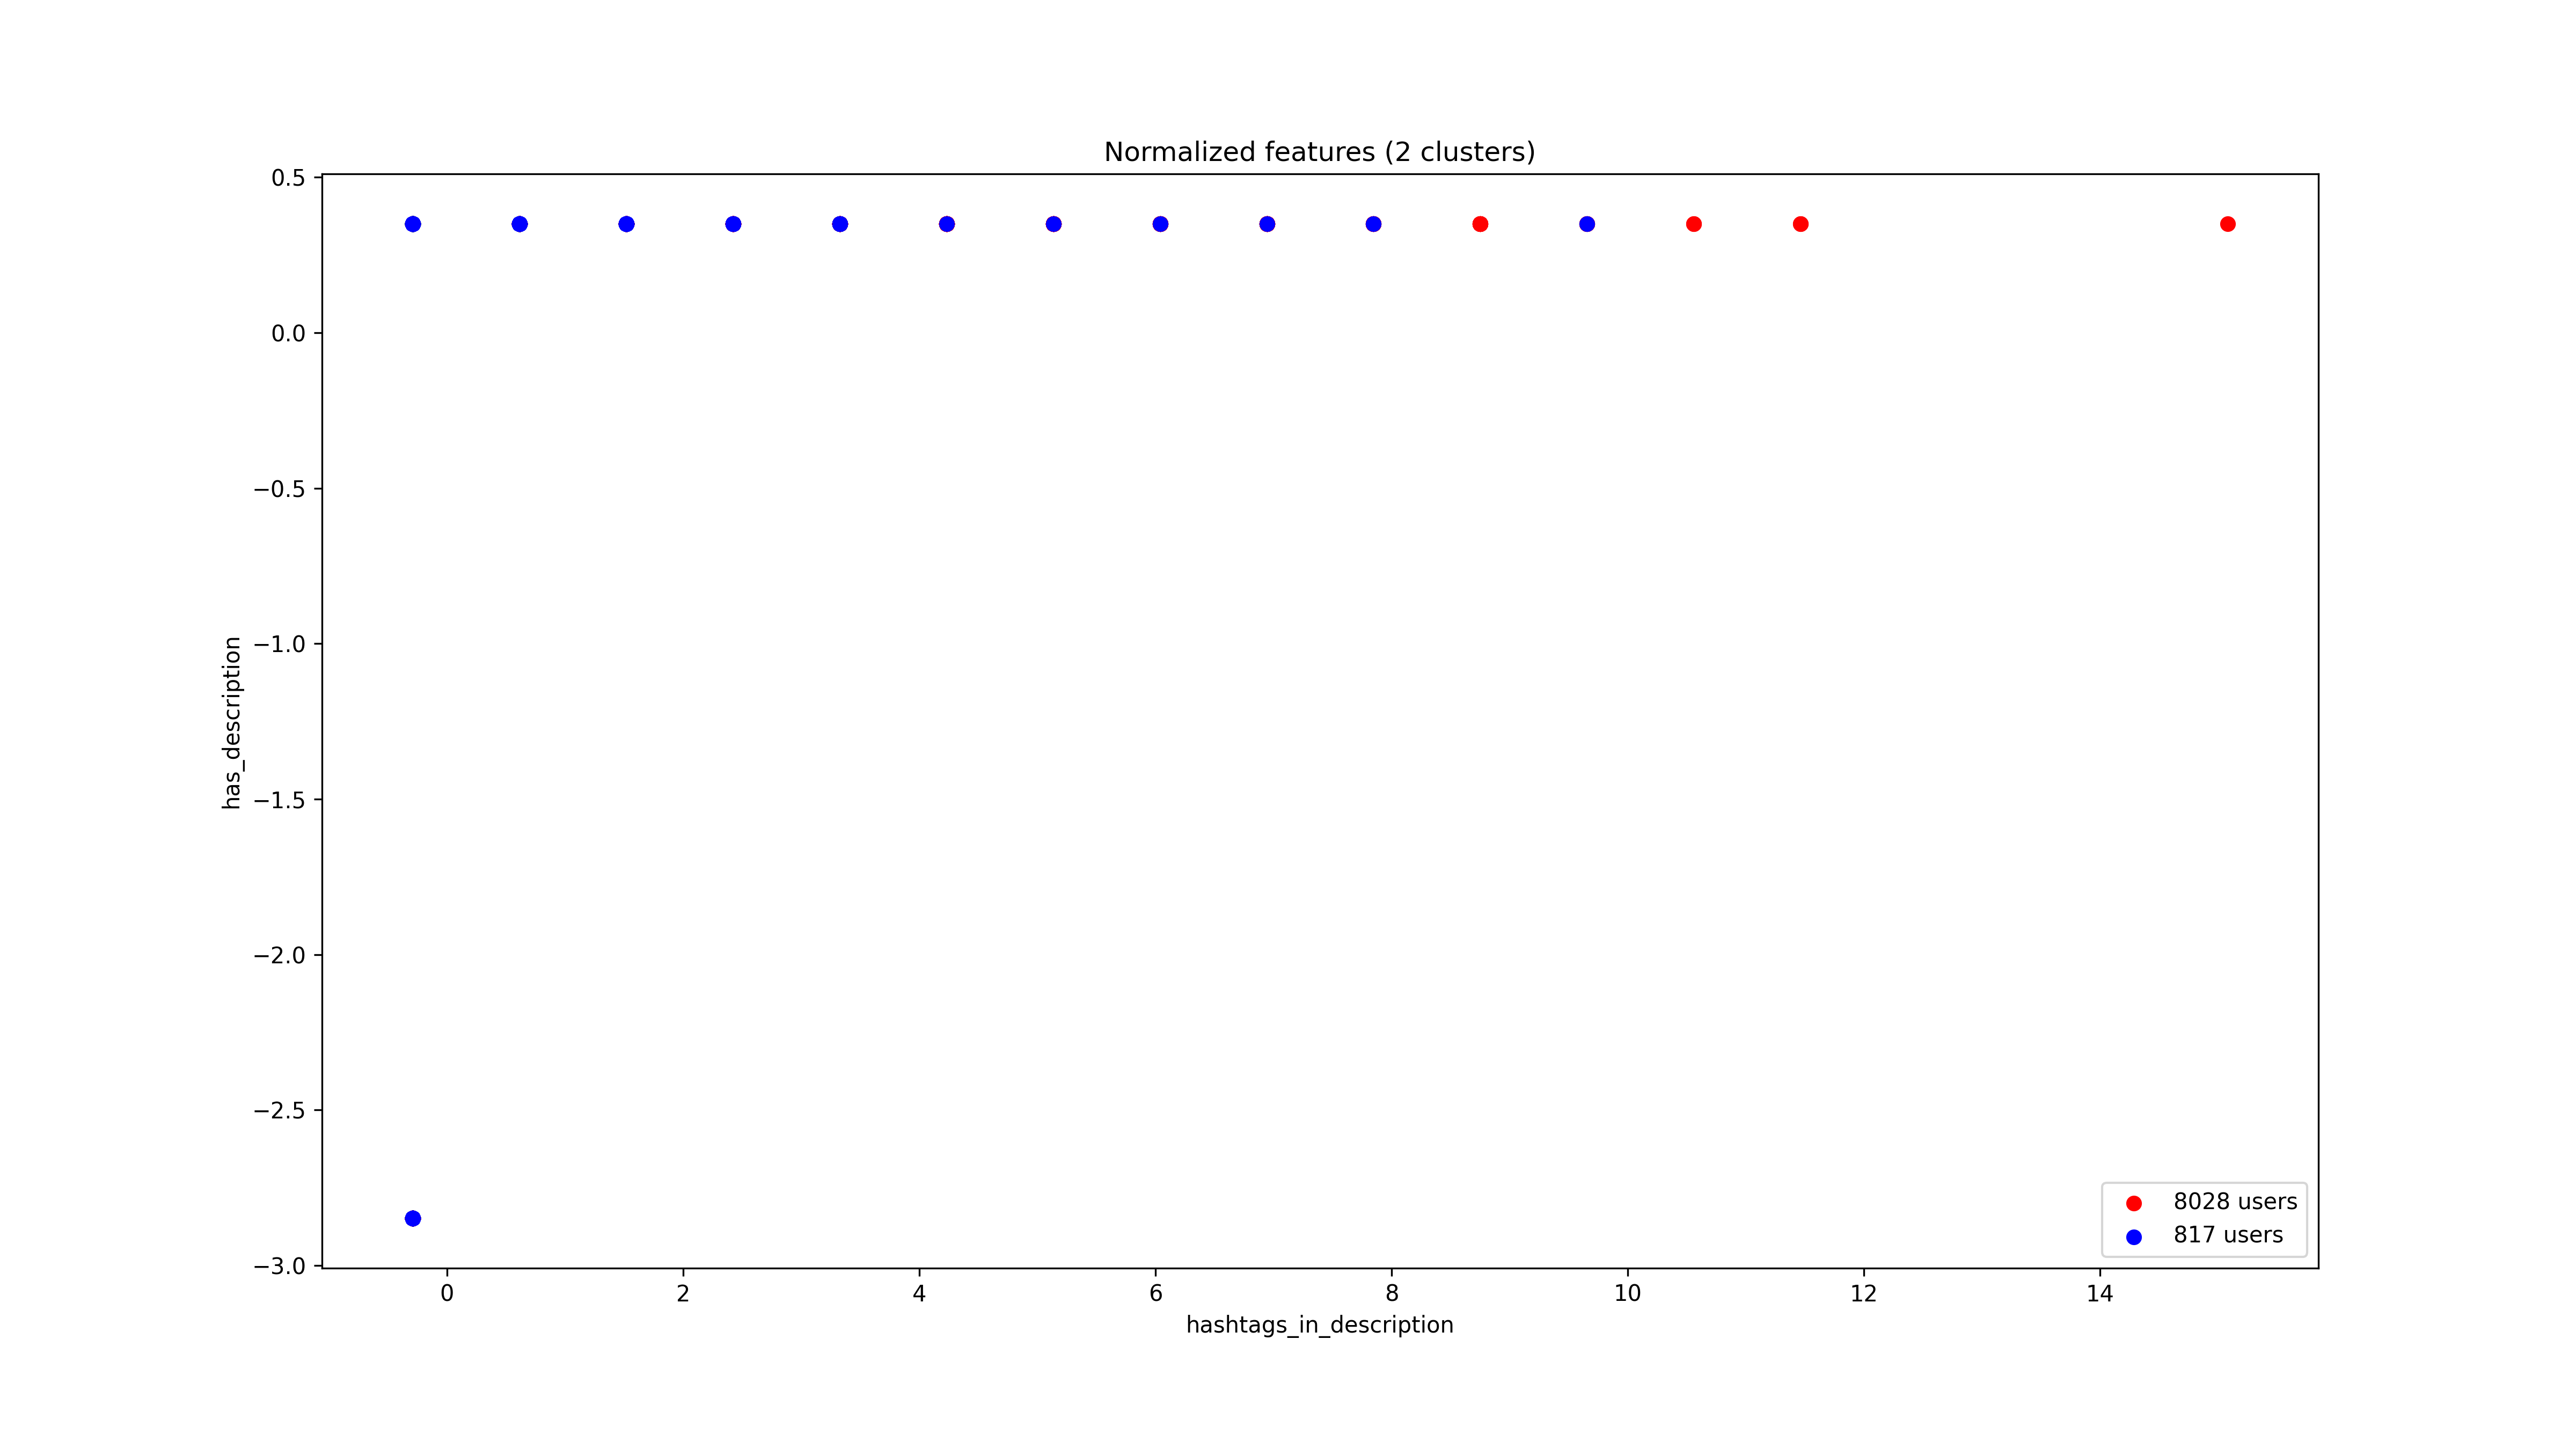 Normalized features (2 clusters)
0.5
0.0
−0.5
−1.0
−1.5
−2.0
−2.5
−3.0
has_description
0 2 4 6 8 10 12 14
hashtags_in_description
8028 users
817 users